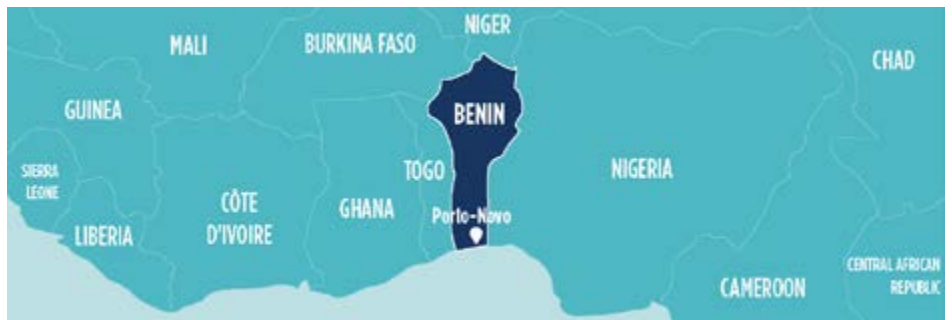 NIGER
MALI
BURKINA FASO
CHAD
GUINEA
BENIN
SIERRA
LEONE
TOGO
NIGERIA
CÔTE
D'IVOIRE
GHANA
Porto-Novo
LIBERIA
CENTRAL AFRICAN
REPUBLIC
CAMEROON